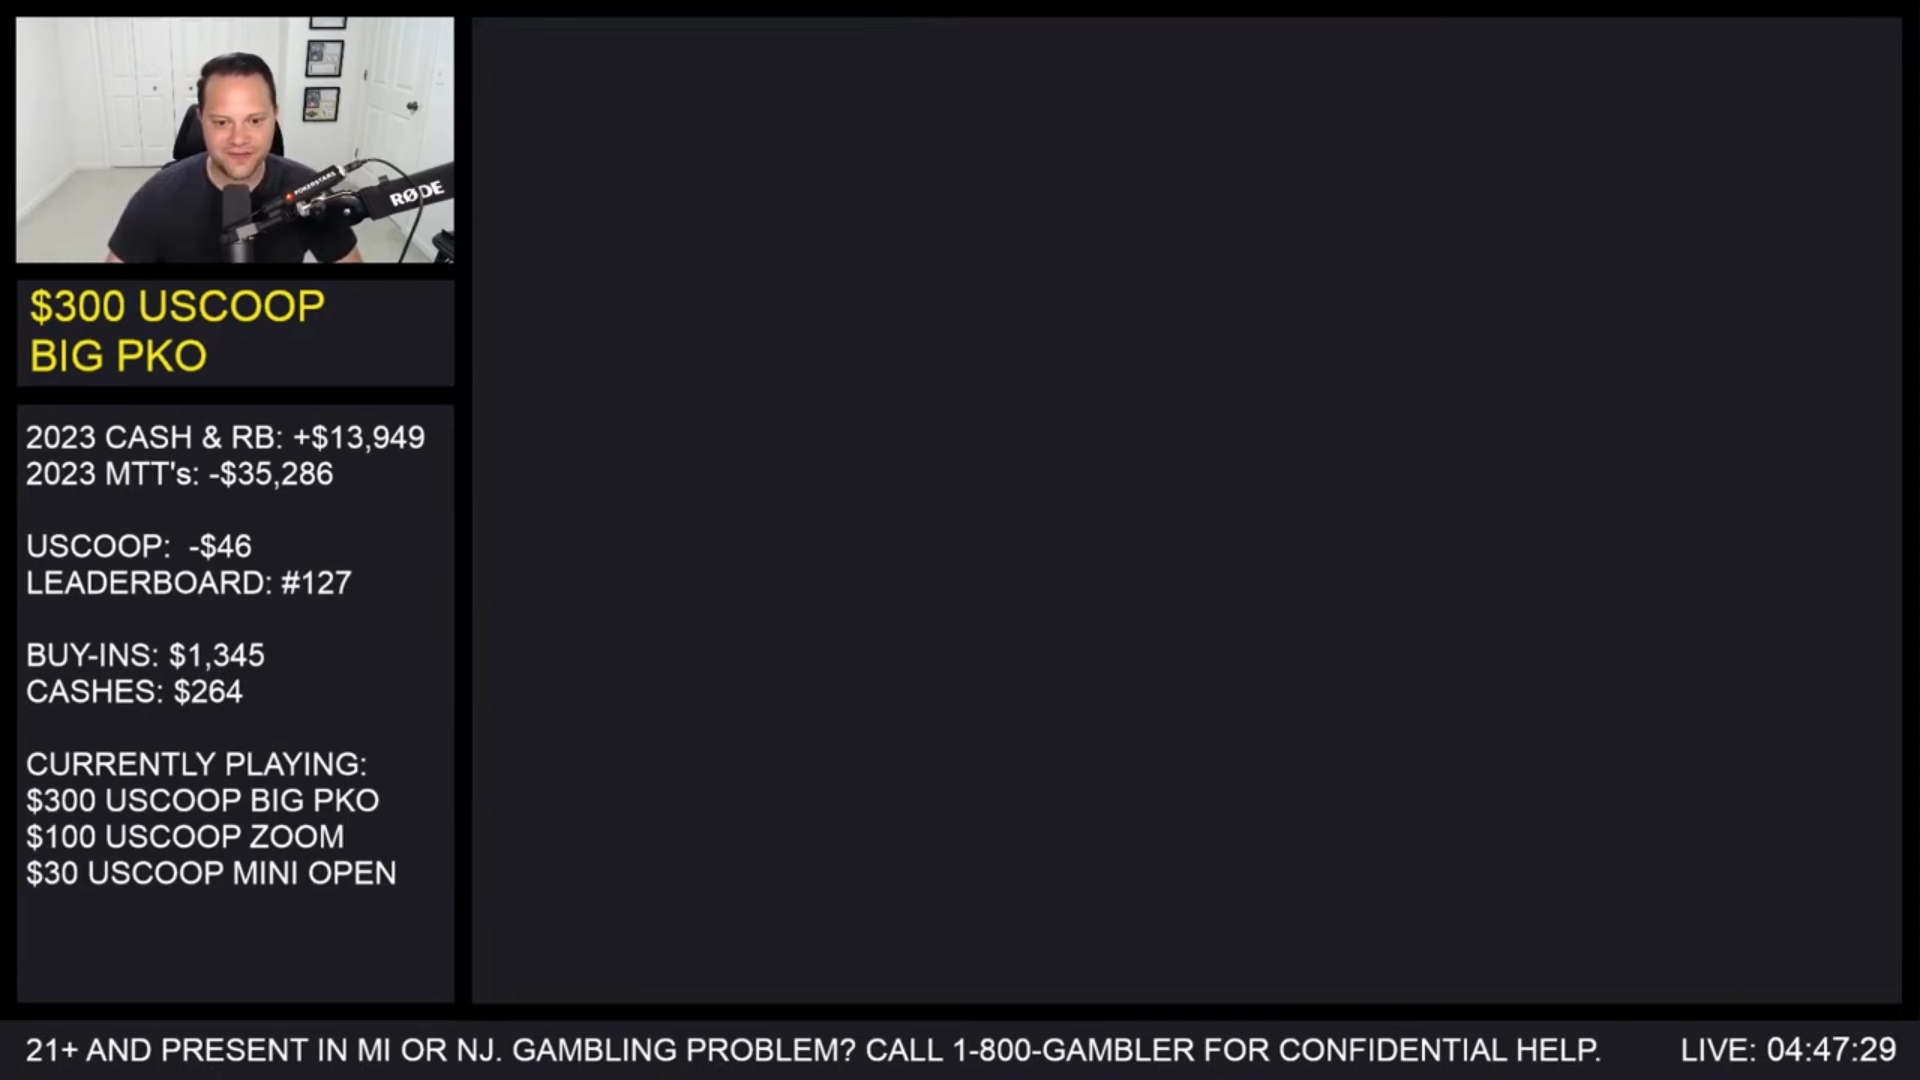 POKERSTARS
RØDE
$300 USCOOP
BIG PKO
2023 CASH & RB: +$13,949
2023 MTT's: -$35,286
USCOOP: -$46
LEADERBOARD: #127
BUY-INS: $1,345
CASHES: $264
CURRENTLY PLAYING:
$300 USCOOP BIG PKO
$100 USCOOP ZOOM
$30 USCOOP MINI OPEN
21+ AND PRESENT IN MI OR NJ. GAMBLING PROBLEM? CALL 1-800-GAMBLER FOR CONFIDENTIAL HELP.
LIVE: 04:47:29